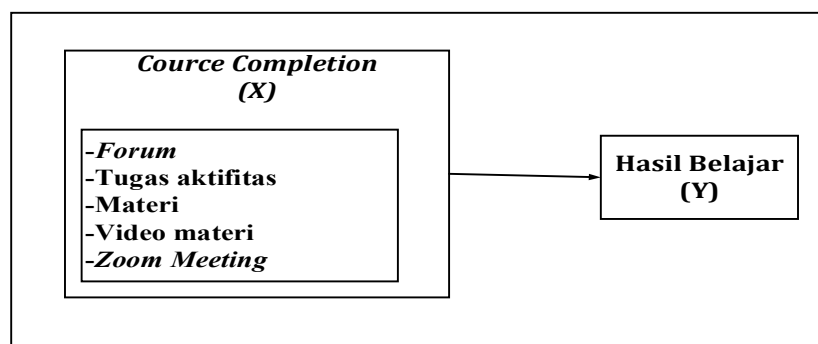 Cource Completion
(X)
-Forum
-Tugas aktifitas
-Materi
-Video materi
-Zoom Meeting
Hasil Belajar
(Y)